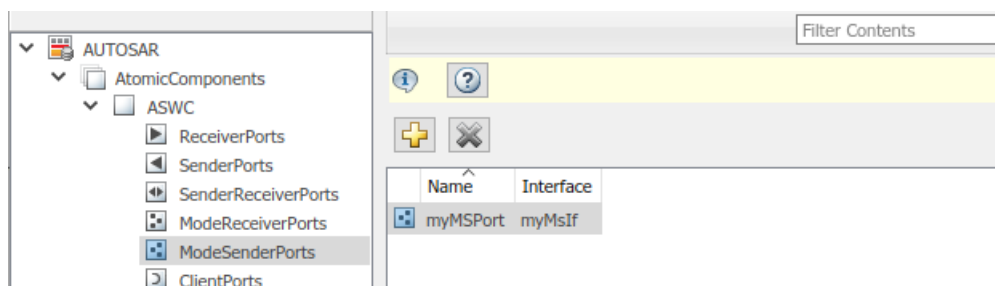 Filter Contents
AUTOSAR
AtomicComponents
ASWC
ReceiverPorts
SenderPorts
SenderReceiverPorts
ModeReceiverPorts
ModeSenderPorts
ClientPorts
Name Interface
myMSPort myMsIf